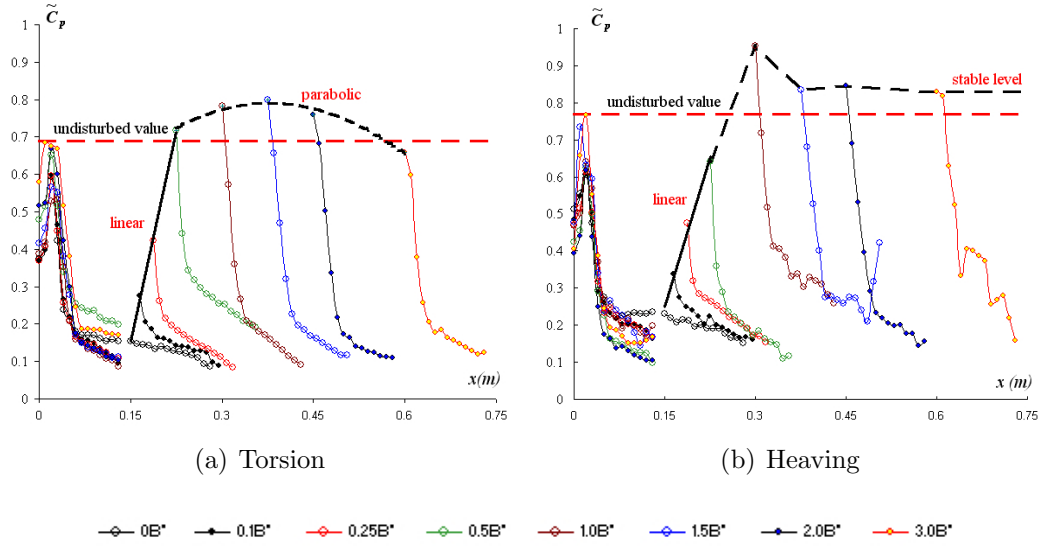 C̃p
1
0.9
0.8
0.7
0.6
0.5
0.4
0.3
0.2
0.1
0
undisturbed value
parabolic
linear
x(m)
0 0.15 0.3 0.45 0.6 0.75
(a) Torsion
C̃p
1
0.9
0.8
0.7
0.6
0.5
0.4
0.3
0.2
0.1
0
stable level
undisturbed value
linear
x(m)
0 0.15 0.3 0.45 0.6 0.75
(b) Heaving
0B* 0.1B* 0.25B* 0.5B* 1.0B* 1.5B* 2.0B* 3.0B*